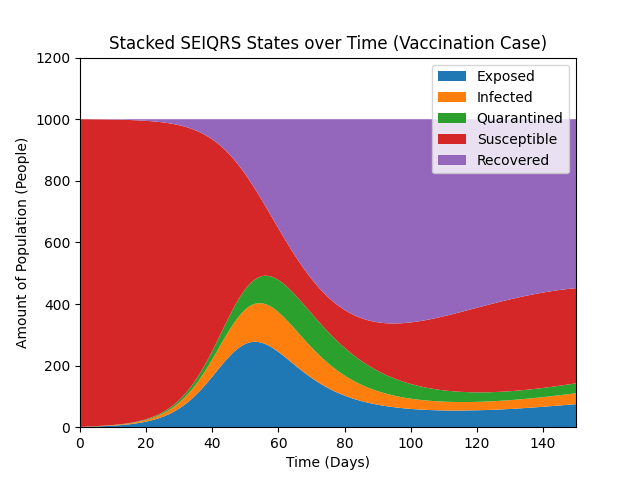 Stacked SEIQRS States over Time (Vaccination Case)
Exposed
Infected
Quarantined
Susceptible
Recovered
Amount of Population (People)
1200
1000
800
600
400
200
0
0 20 40 60 80 100 120 140
Time (Days)